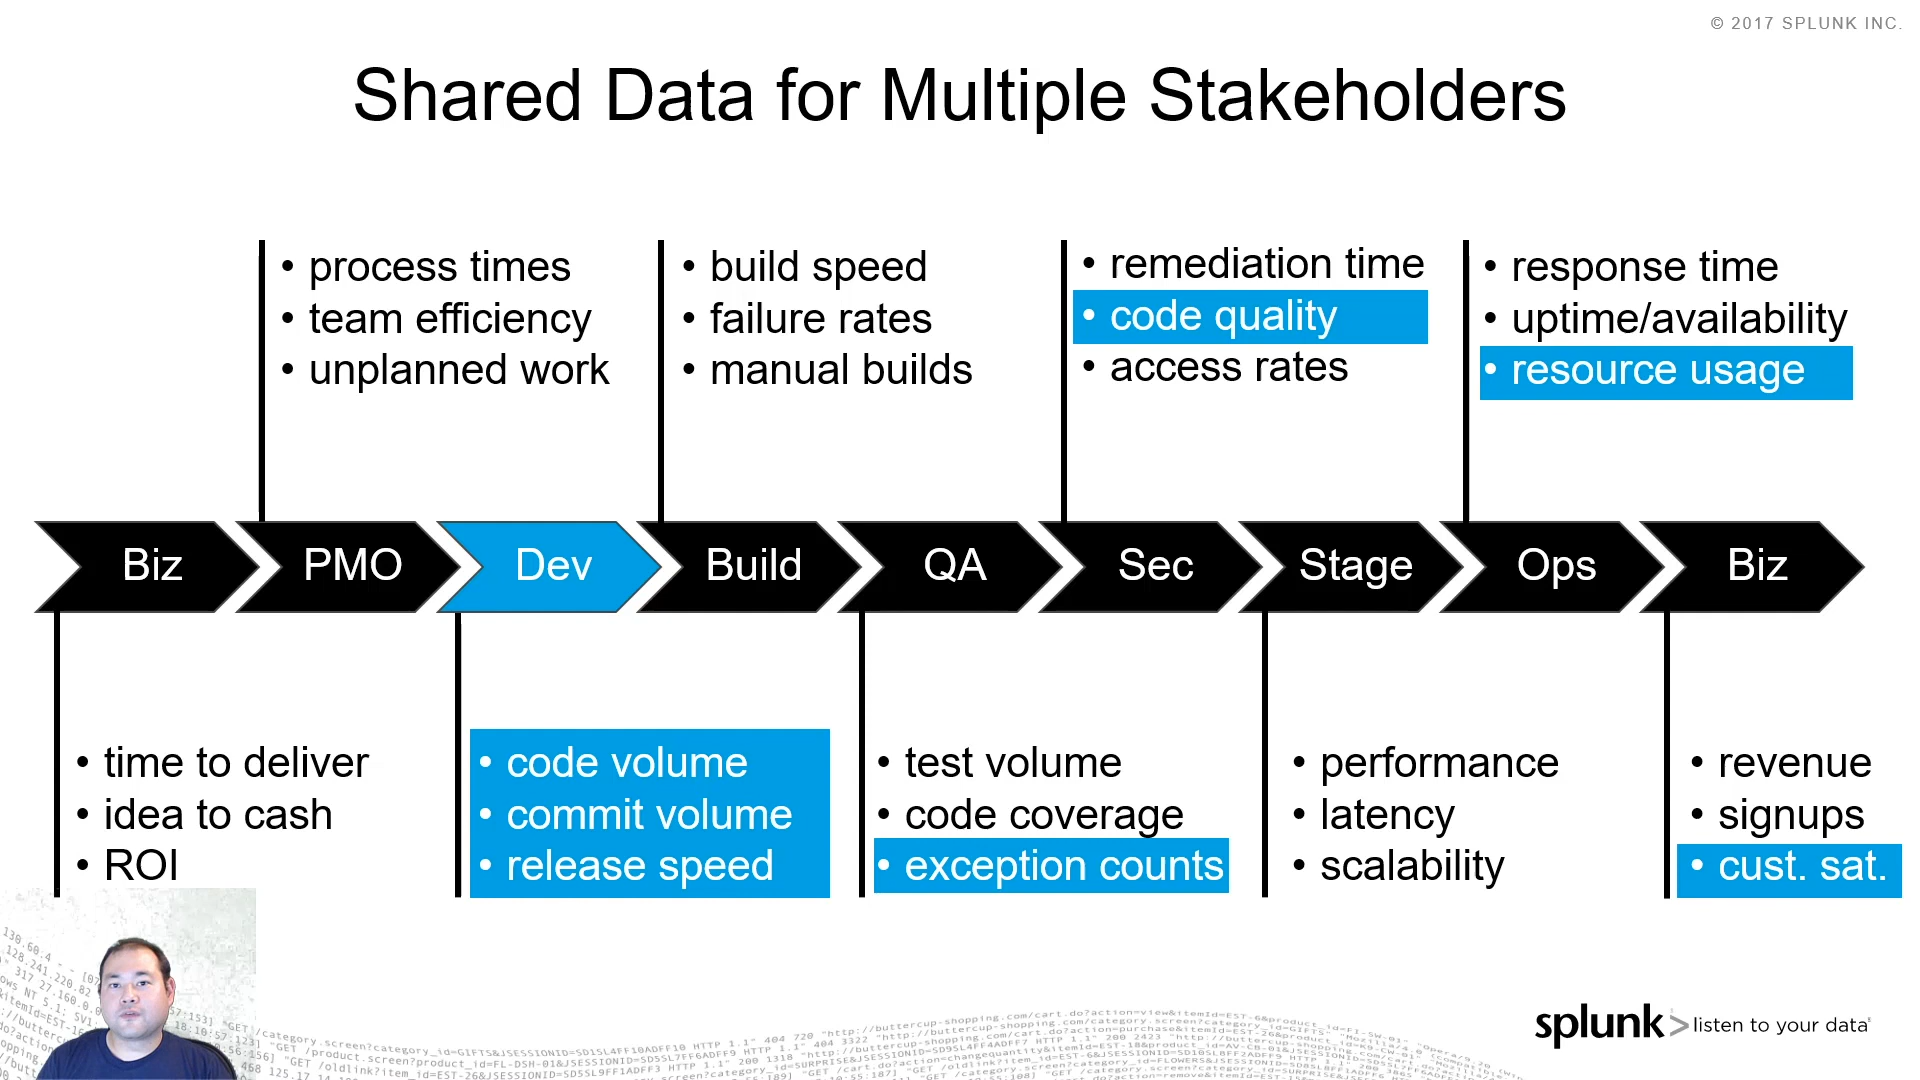 © 2017 SPLUNK INC.
Shared Data for Multiple Stakeholders
• process times
• team efficiency
• unplanned work
• build speed
• failure rates
• manual builds
• remediation time
• code quality
• access rates
• response time
• uptime/availability
• resource usage
Biz
PMO
Dev
Build
QA
Sec
Stage
Ops
Biz
• time to deliver
• idea to cash
• ROI
• code volume
• commit volume
• release speed
• test volume
• code coverage
• exception counts
• performance
• latency
• scalability
• revenue
• signups
• cust. sat.
splunk> listen to your data